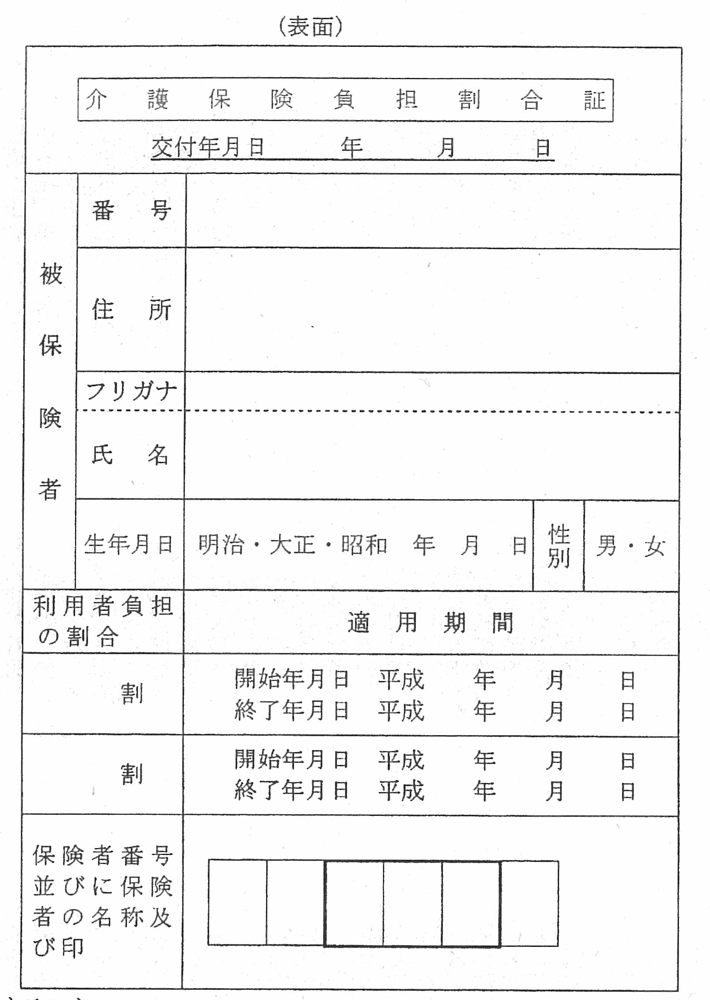 （表面）
介護保険負担割合証
交付年月日　年　月　日
被保険者
番号
住所
フリガナ
氏名
生年月日　明治・大正・昭和　年　月　日　性別　男・女
利用者負担
の割合
適用期間
割
開始年月日　平成　年　月　日
終了年月日　平成　年　月　日
割
開始年月日　平成　年　月　日
終了年月日　平成　年　月　日
保険者番号
並びに保険
者の名称及
び印